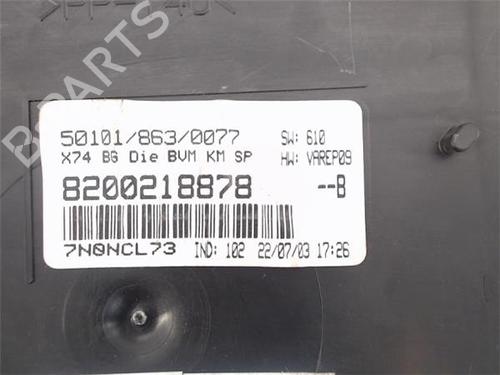 B-PARTS
50101/863/0077 SW: 610
X74 BG Die BVM KM SP HW: VAREP09
8200218878 --B
7N0NCL73 IND: 102 22/07/03 17:26